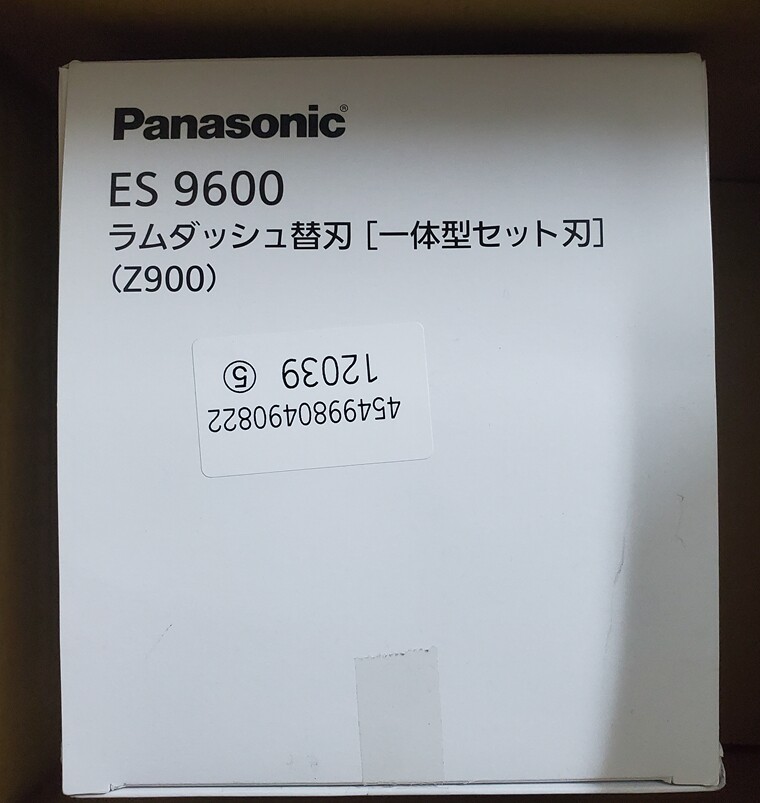 Panasonic®
ES 9600
ラムダッシュ替刃［一体型セット刃］
（Z900）
4549980490822
12039 ⑤